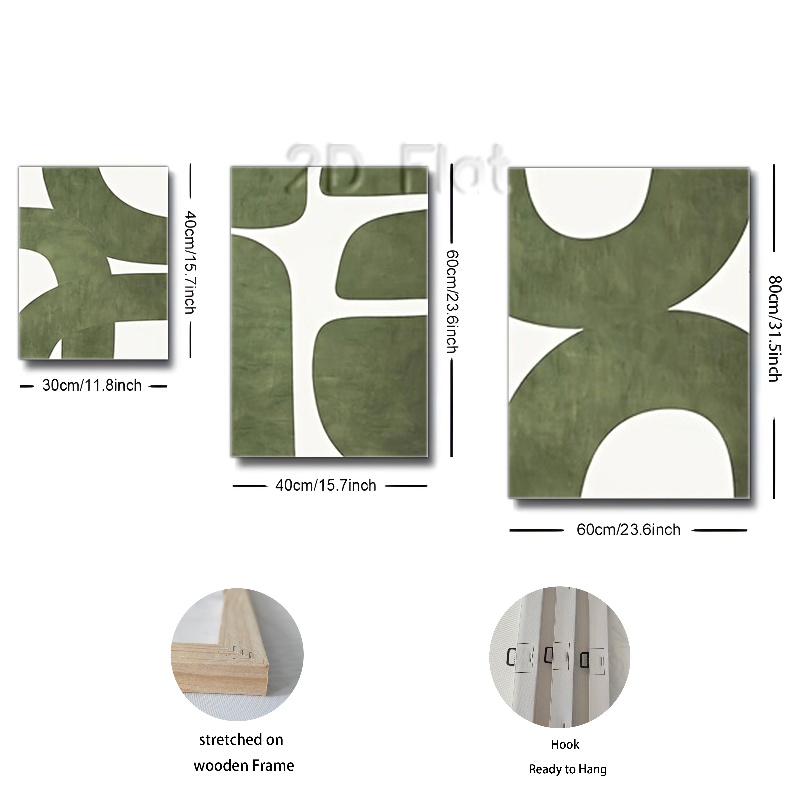 2D Flat
40cm/15.7inch
30cm/11.8inch
60cm/23.6inch
40cm/15.7inch
80cm/31.5inch
60cm/23.6inch
stretched on
wooden Frame
Hook
Ready to Hang